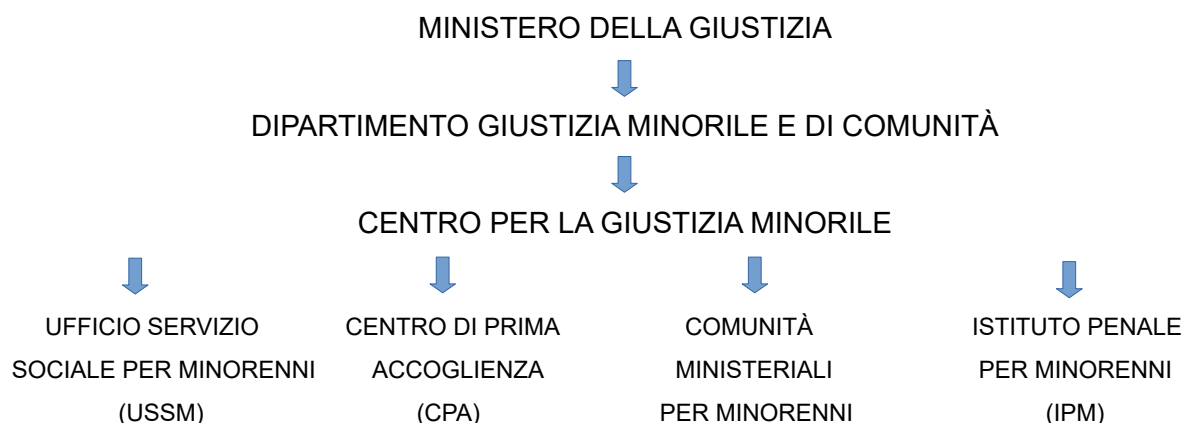 MINISTERO DELLA GIUSTIZIA
DIPARTIMENTO GIUSTIZIA MINORILE E DI COMUNITÀ
CENTRO PER LA GIUSTIZIA MINORILE
UFFICIO SERVIZIO
SOCIALE PER MINORENNI
(USSM)
CENTRO DI PRIMA
ACCOGLIENZA
(CPA)
COMUNITÀ
MINISTERIALI
PER MINORENNI
ISTITUTO PENALE
PER MINORENNI
(IPM)